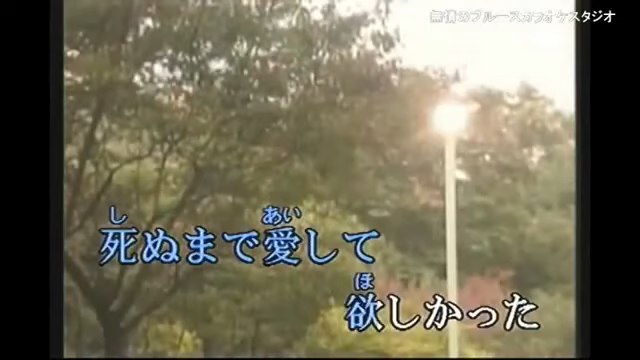 無情のブルースカラオケスタジオ
し あい
死ぬまで愛して
ほ
欲しかった